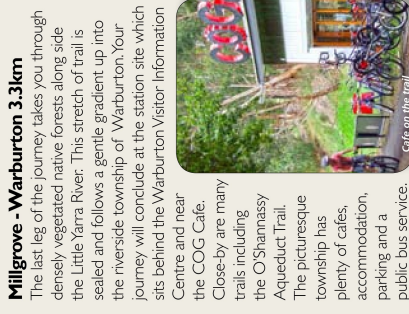 Millgrove - Warburton 3.3km
The last leg of the journey takes you through
densely vegetated native forests along side
the Little Yarra River. This stretch of trail is
sealed and follows a gentle gradient up into
the riverside township of Warburton. Your
journey will conclude at the station site which
sits behind the Warburton Visitor Information
Centre and near
the COG Cafe.
Close-by are many
trails including
the O'Shannassy
Aqueduct Trail.
The picturesque
township has
plenty of cafes,
accommodation,
parking and a
public bus service.
cog
Cafe on the trail